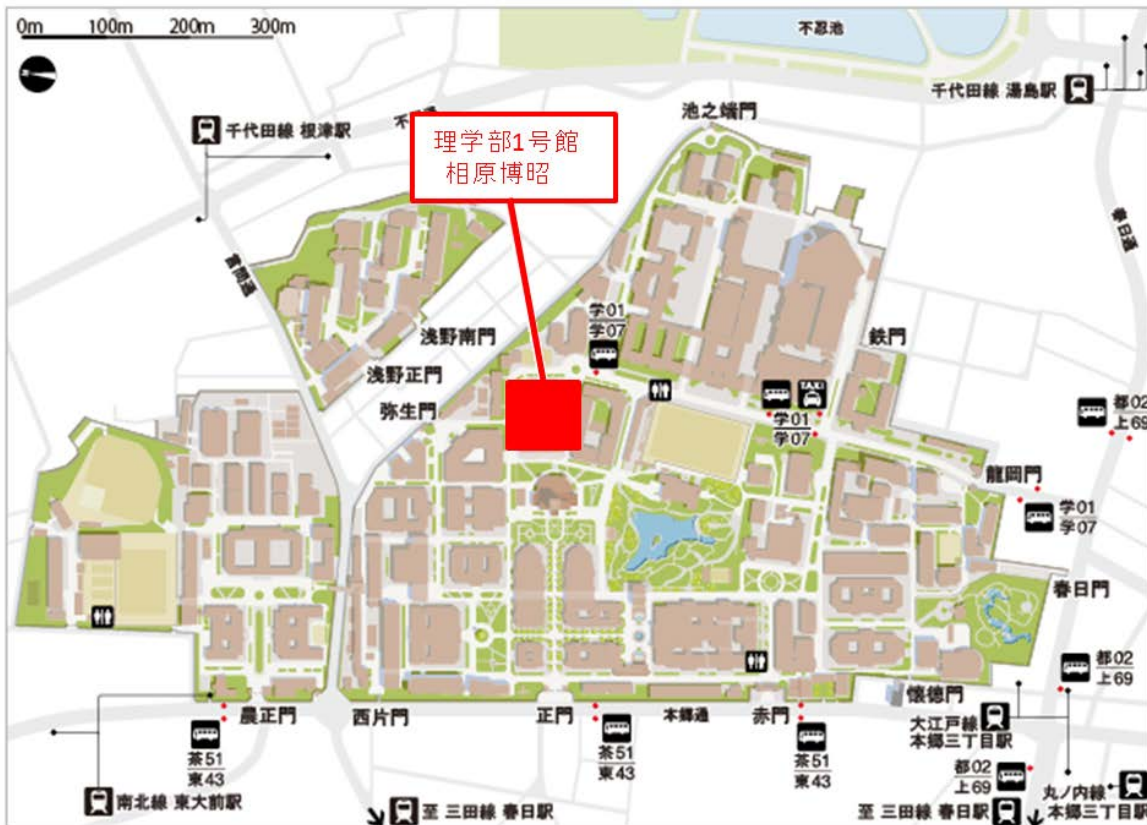 0m 100m 200m 300m
不忍池
千代田線 湯島駅
池之端門
千代田線 根津駅
理学部1号館
相原博昭
春日通
言問通
学01
学07
浅野南門
鉄門
浅野正門
弥生門
TAXI
学01
学07
都02
上69
龍岡門
学01
学07
春日門
都02
上69
懐徳門
農正門
西片門
正門
本郷通
赤門
大江戸線
本郷三丁目駅
茶51
東43
茶51
東43
茶51
東43
都02
上69
南北線 東大前駅
至 三田線 春日駅
至 三田線 春日駅
丸ノ内線
本郷三丁目駅